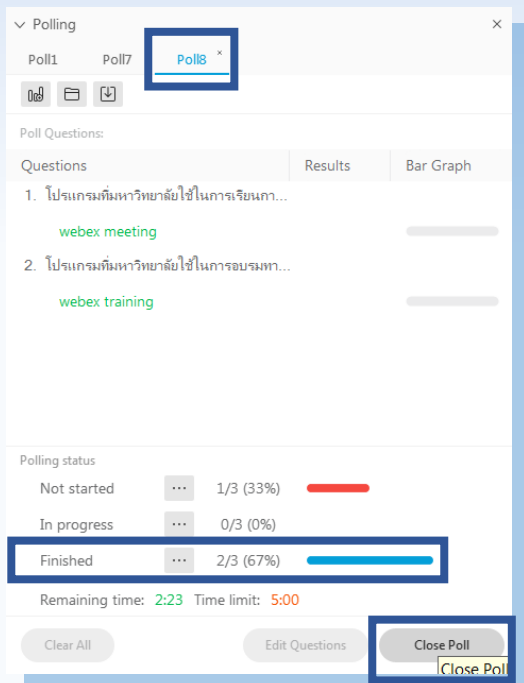 Polling
Poll1 Poll7 Poll8
Poll Questions:
Questions Results Bar Graph
1. โปรแกรมที่มหาวิทยาลัยใช้ในการเรียนกา...
webex meeting
2. โปรแกรมที่มหาวิทยาลัยใช้ในการอบรมทา...
webex training
Polling status
Not started ... 1/3 (33%)
In progress ... 0/3 (0%)
Finished ... 2/3 (67%)
Remaining time: 2:23 Time limit: 5:00
Clear All Edit Questions Close Poll
Close Poll